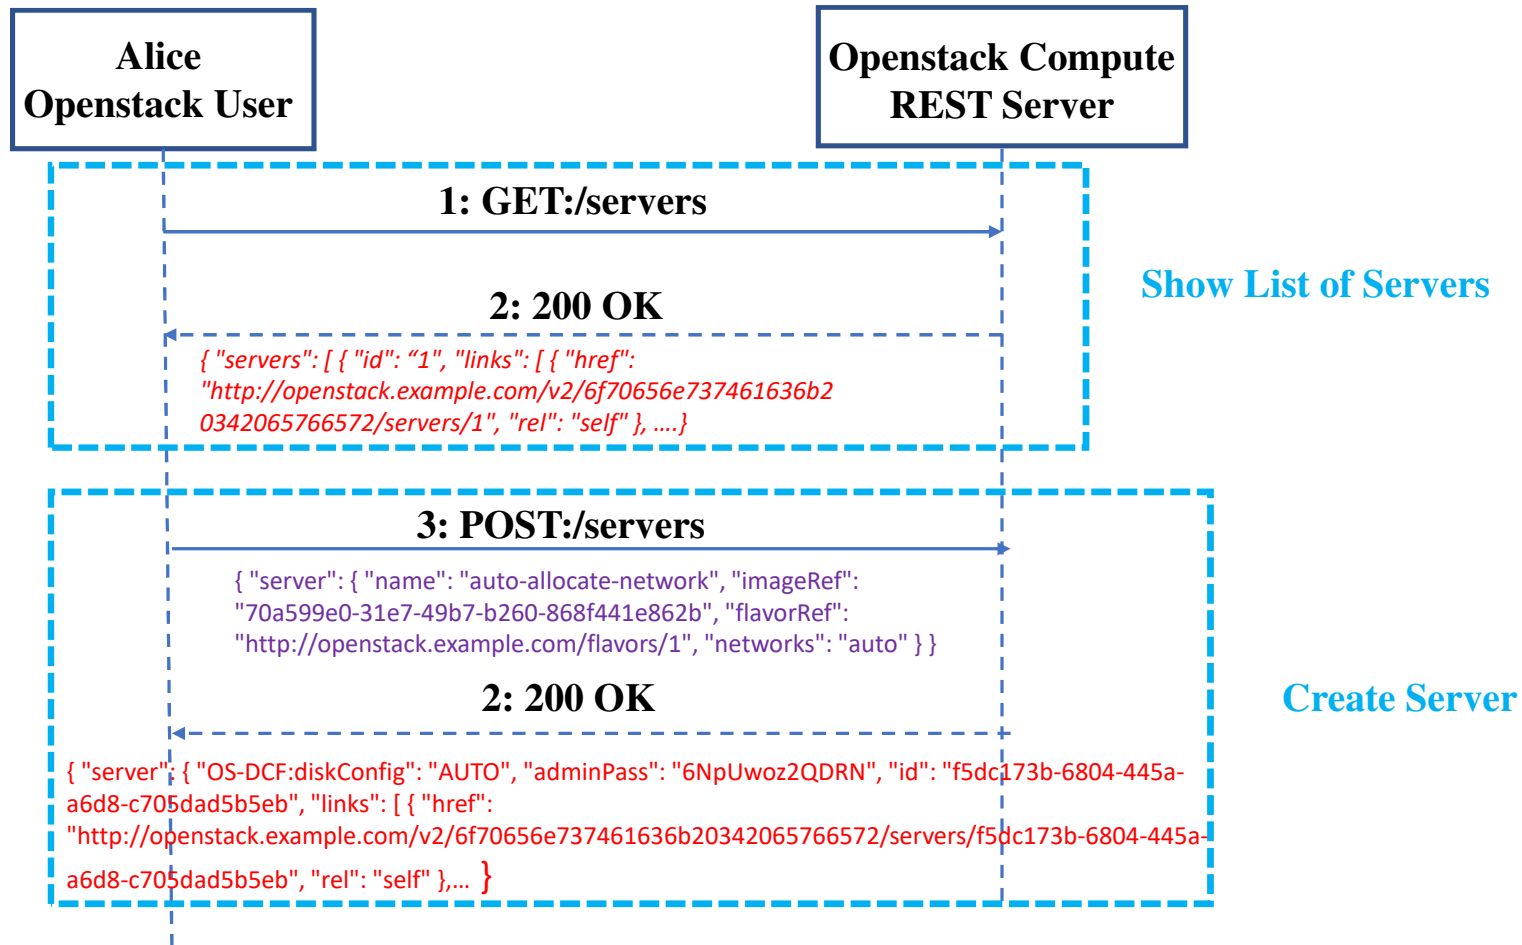 Alice
Openstack User
Openstack Compute
REST Server
1: GET:/servers
2: 200 OK
{ "servers": [ { "id": “1", "links": [ { "href":
"http://openstack.example.com/v2/6f70656e737461636b2
0342065766572/servers/1", "rel": "self" }, ....}
Show List of Servers
3: POST:/servers
{ "server": { "name": "auto-allocate-network", "imageRef":
"70a599e0-31e7-49b7-b260-868f441e862b", "flavorRef":
"http://openstack.example.com/flavors/1", "networks": "auto" } }
2: 200 OK
Create Server
{ "server": { "OS-DCF:diskConfig": "AUTO", "adminPass": "6NpUwoz2QDRN", "id": "f5dc173b-6804-445a-
a6d8-c705dad5b5eb", "links": [ { "href":
"http://openstack.example.com/v2/6f70656e737461636b20342065766572/servers/f5dc173b-6804-445a-
a6d8-c705dad5b5eb", "rel": "self" },... }